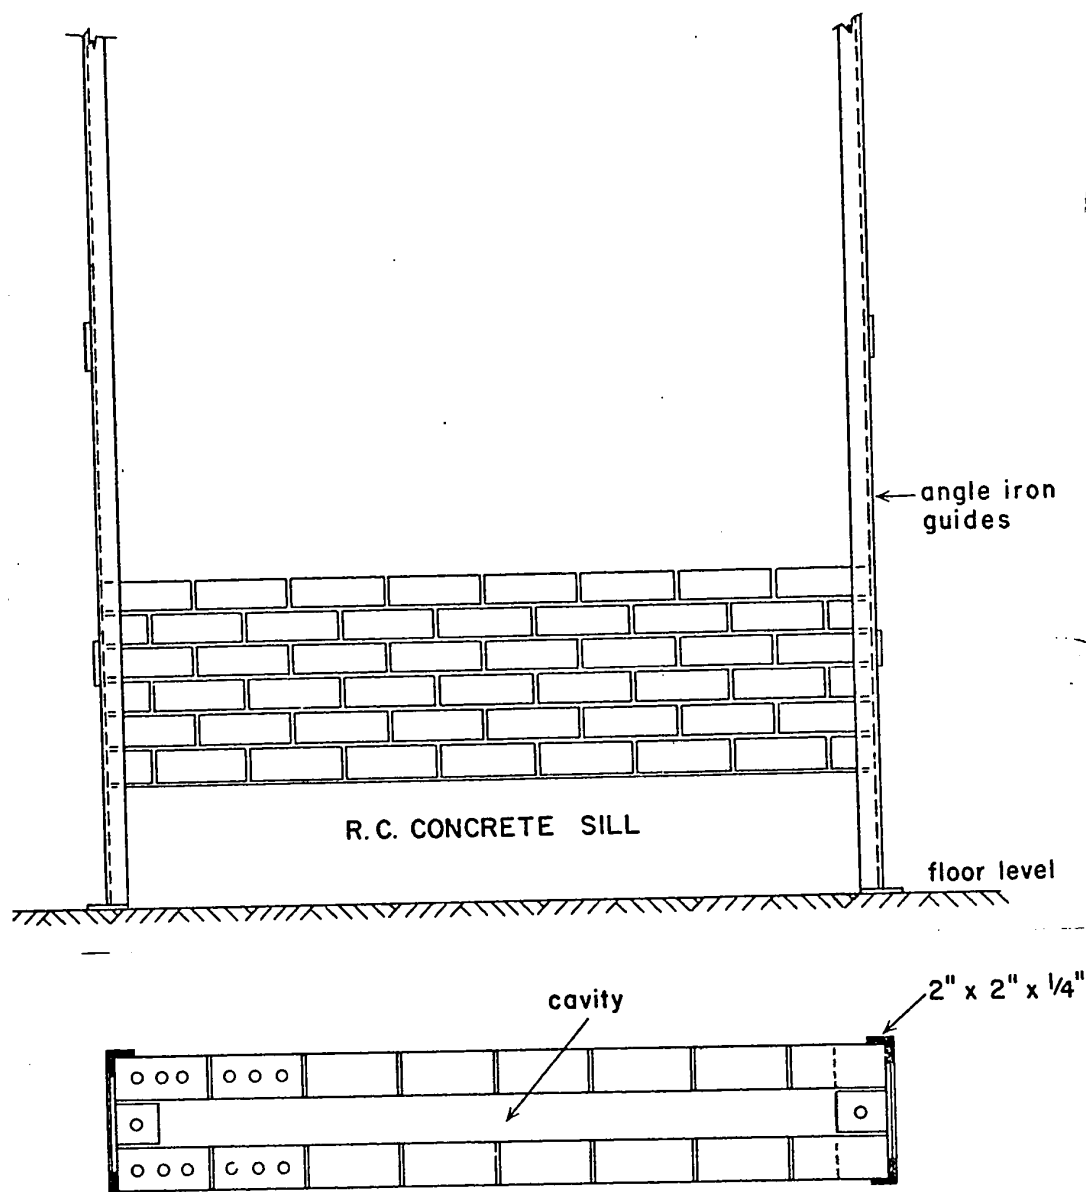 angle iron
guides
R. C. CONCRETE SILL
floor level
cavity
2" x 2" x 1/4"